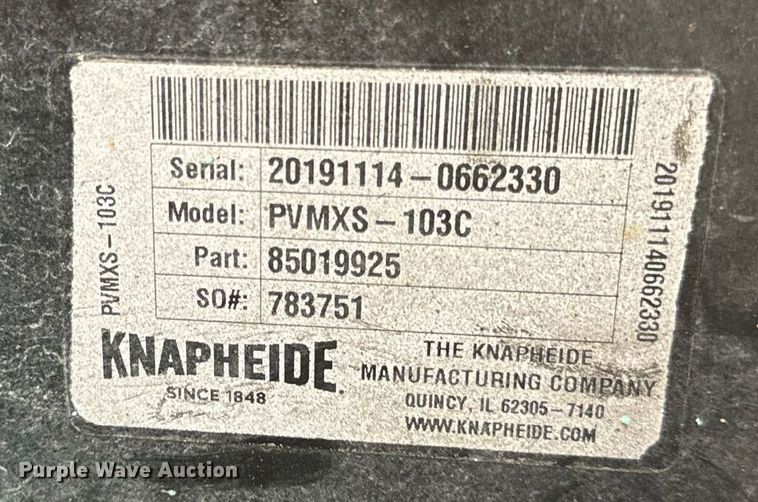 Serial: 20191114-0662330
Model: PVMXS-103C
Part: 85019925
SO#: 783751
KNAPHEIDE
SINCE 1848
THE KNAPHEIDE
MANUFACTURING COMPANY
QUINCY, IL 62305-7140
WWW.KNAPHEIDE.COM
PVMXS-103C
201911140662330
Purple Wave Auction